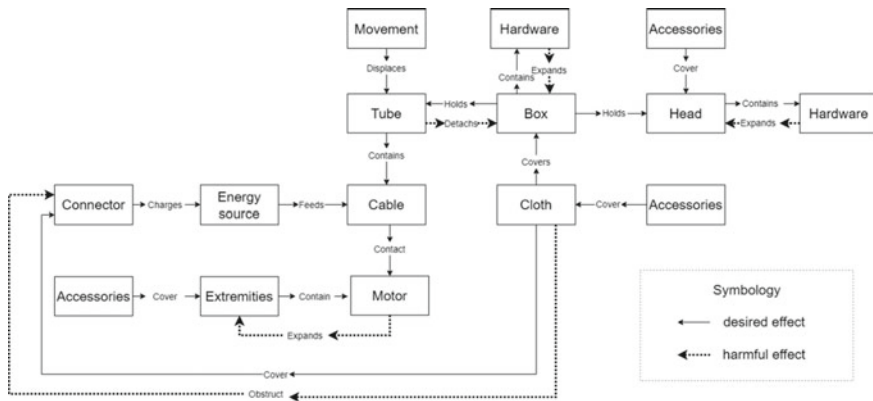 Movement
Hardware
Accessories
Displaces
Contains
Expands
Cover
Tube
Holds
Detachs
Box
Holds
Head
Contains
Expands
Hardware
Contains
Covers
Connector
Charges
Energy
source
Feeds
Cable
Cloth
Cover
Accessories
Contact
Accessories
Cover
Extremities
Contain
Motor
Expands
Cover
Obstruct
Symbology
desired effect
harmful effect